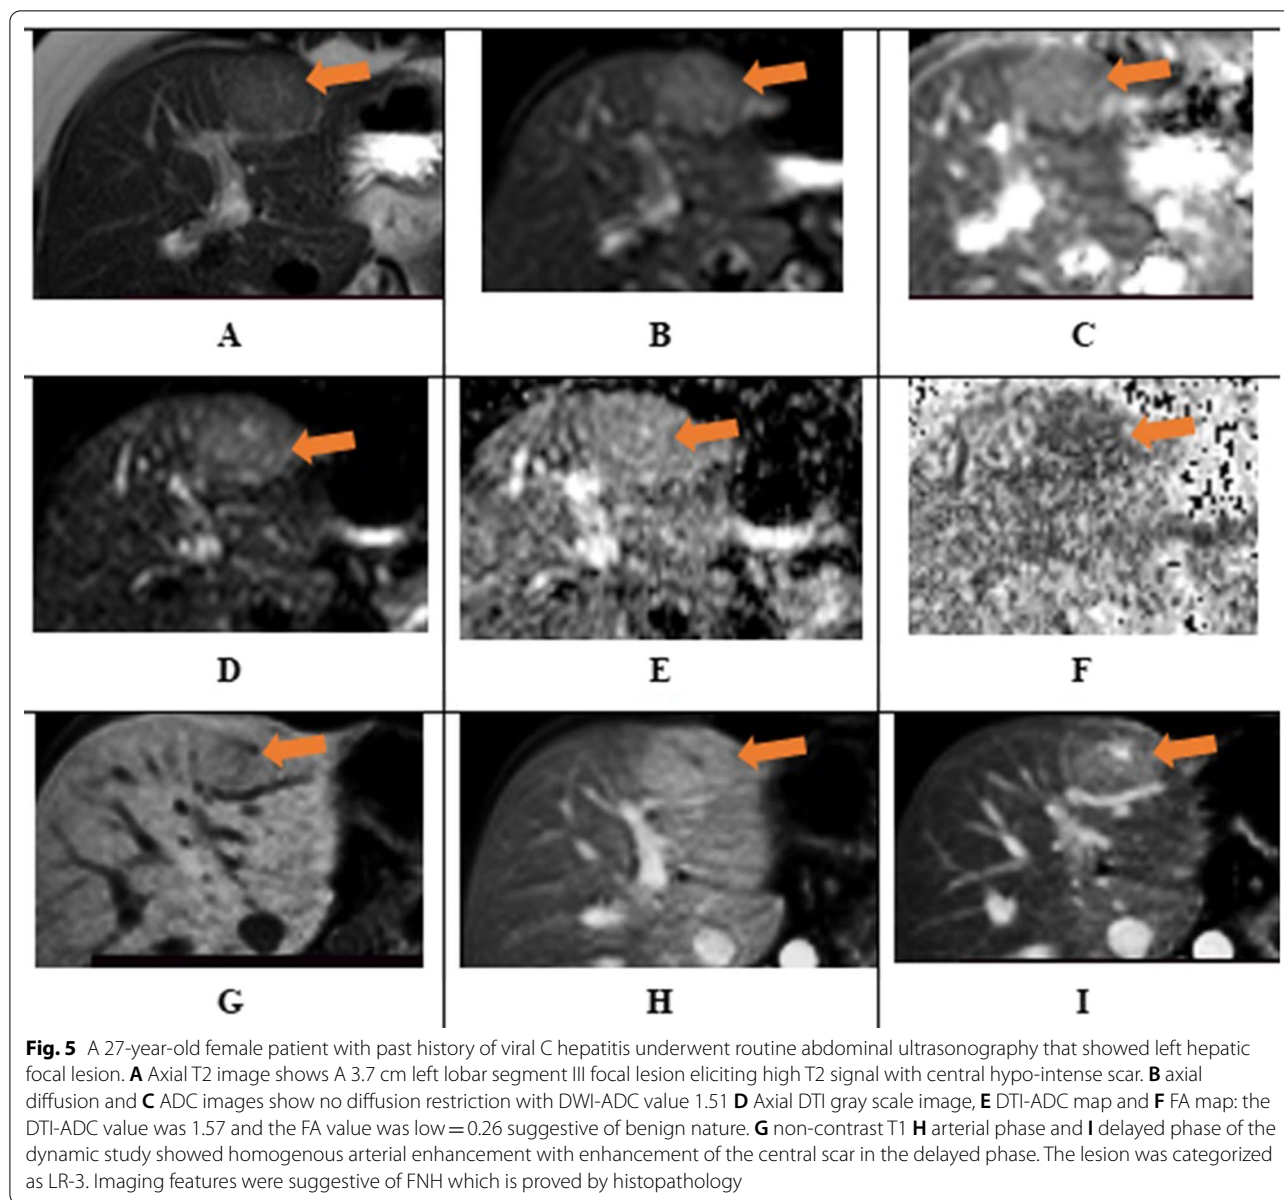 A
B
C
D
E
F
G
H
I
Fig. 5 A 27-year-old female patient with past history of viral C hepatitis underwent routine abdominal ultrasonography that showed left hepatic
focal lesion. A Axial T2 image shows A 3.7 cm left lobar segment III focal lesion eliciting high T2 signal with central hypo-intense scar. B axial
diffusion and C ADC images show no diffusion restriction with DWI-ADC value 1.51 D Axial DTI gray scale image, E DTI-ADC map and F FA map: the
DTI-ADC value was 1.57 and the FA value was low = 0.26 suggestive of benign nature. G non-contrast T1 H arterial phase and I delayed phase of the
dynamic study showed homogenous arterial enhancement with enhancement of the central scar in the delayed phase. The lesion was categorized
as LR-3. Imaging features were suggestive of FNH which is proved by histopathology